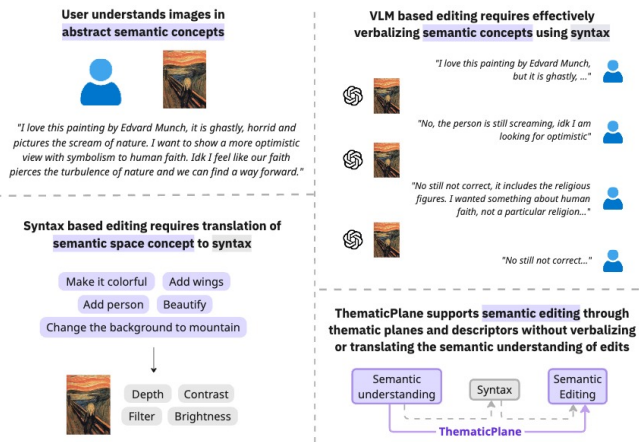 User understands images in
abstract semantic concepts
"I love this painting by Edvard Munch, it is ghastly, horrid and
pictures the scream of nature. I want to show a more optimistic
view with symbolism to human faith. Idk I feel like our faith
pierces the turbulence of nature and we can find a way forward."
Syntax based editing requires translation of
semantic space concept to syntax
Make it colorful
Add wings
Add person
Beautify
Change the background to mountain
Depth
Contrast
Filter
Brightness
VLM based editing requires effectively
verbalizing semantic concepts using syntax
"I love this painting by Edvard Munch,
but it is ghastly, ..."
"No, the person is still screaming, idk I am
looking for optimistic"
"No still not correct, it includes the religious
figures. I wanted something about human
faith, not a particular religion..."
"No still not correct..."
ThematicPlane supports semantic editing through
thematic planes and descriptors without verbalizing
or translating the semantic understanding of edits
Semantic
understanding
Syntax
Semantic
Editing
ThematicPlane